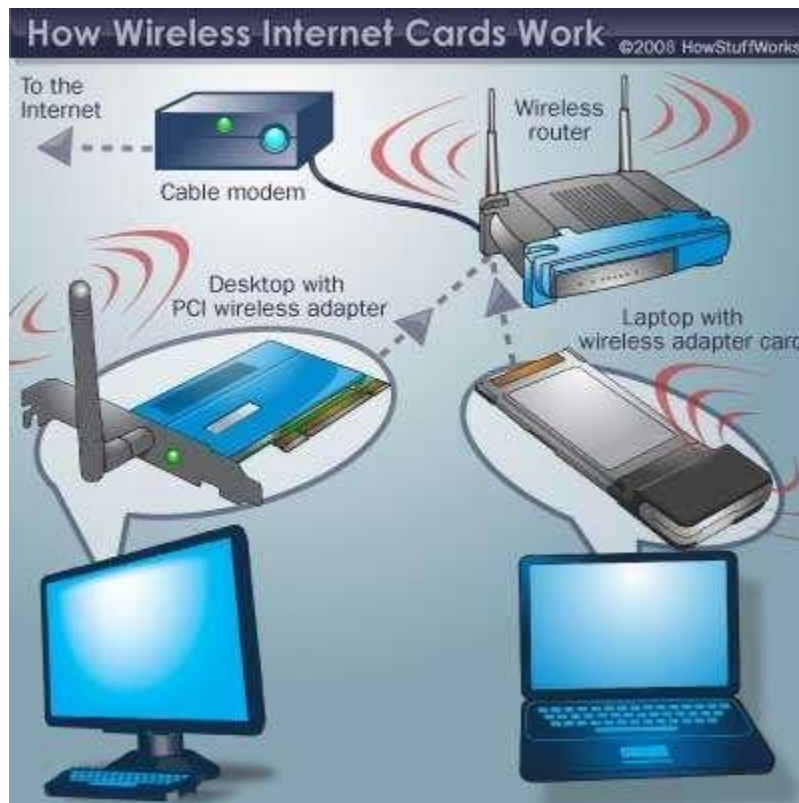 How Wireless Internet Cards Work
©2008 HowStuffWorks
To the
Internet
Cable modem
Wireless
router
Desktop with
PCI wireless adapter
Laptop with
wireless adapter card